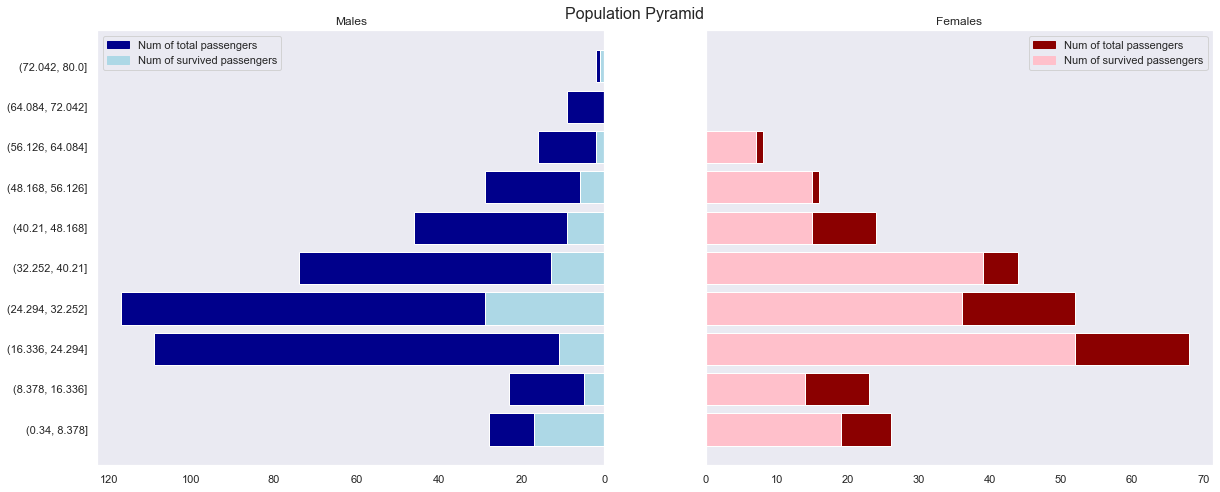 Population Pyramid
Males
Females
Num of total passengers
Num of survived passengers
Num of total passengers
Num of survived passengers
(72.042, 80.0]
(64.084, 72.042]
(56.126, 64.084]
(48.168, 56.126]
(40.21, 48.168]
(32.252, 40.21]
(24.294, 32.252]
(16.336, 24.294]
(8.378, 16.336]
(0.34, 8.378]
120 100 80 60 40 20 0
0 10 20 30 40 50 60 70